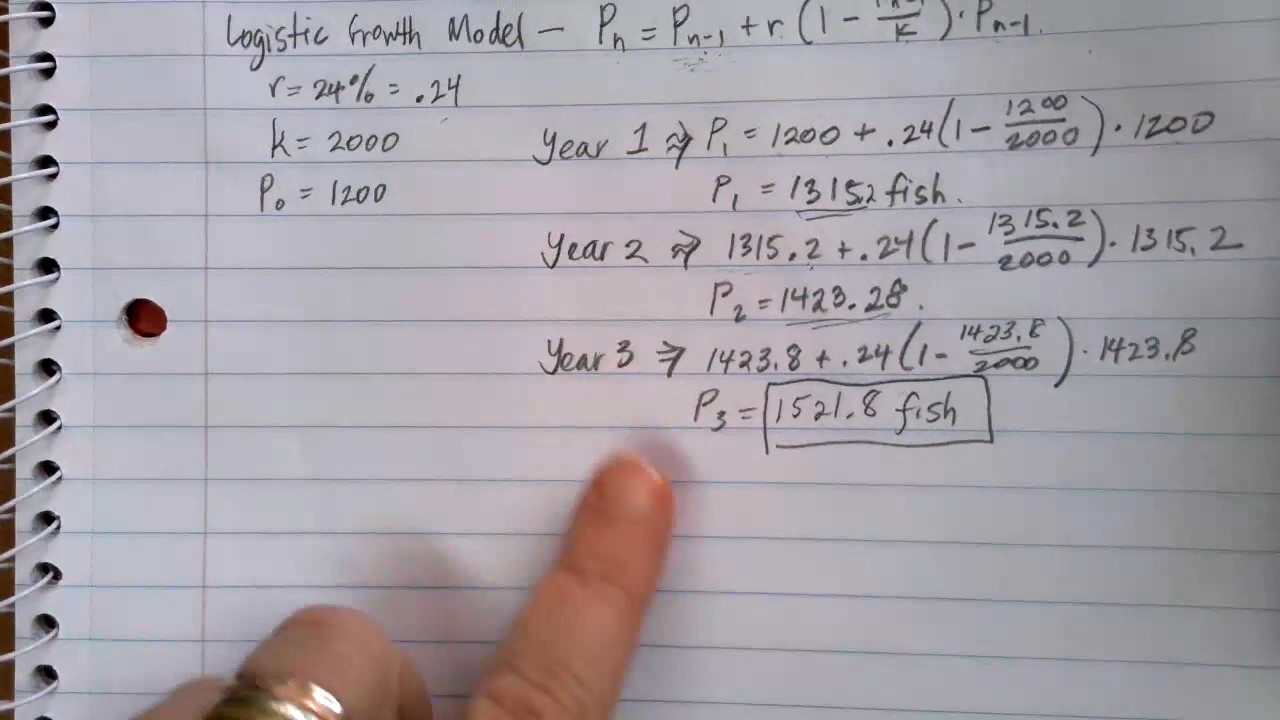 Logistic Growth Model — Pₙ = Pₙ₋₁ + r (1 - Pₙ₋₁/K) · Pₙ₋₁.
r = 24% = .24
k = 2000
P₀ = 1200
Year 1 ⇒ P₁ = 1200 + .24(1 - 1200/2000) · 1200
P₁ = 1315.2 fish.
Year 2 ⇒ 1315.2 + .24(1 - 1315.2/2000) · 1315.2
P₂ = 1423.28.
Year 3 ⇒ 1423.8 + .24(1 - 1423.8/2000) · 1423.8
P₃ = 1521.8 fish